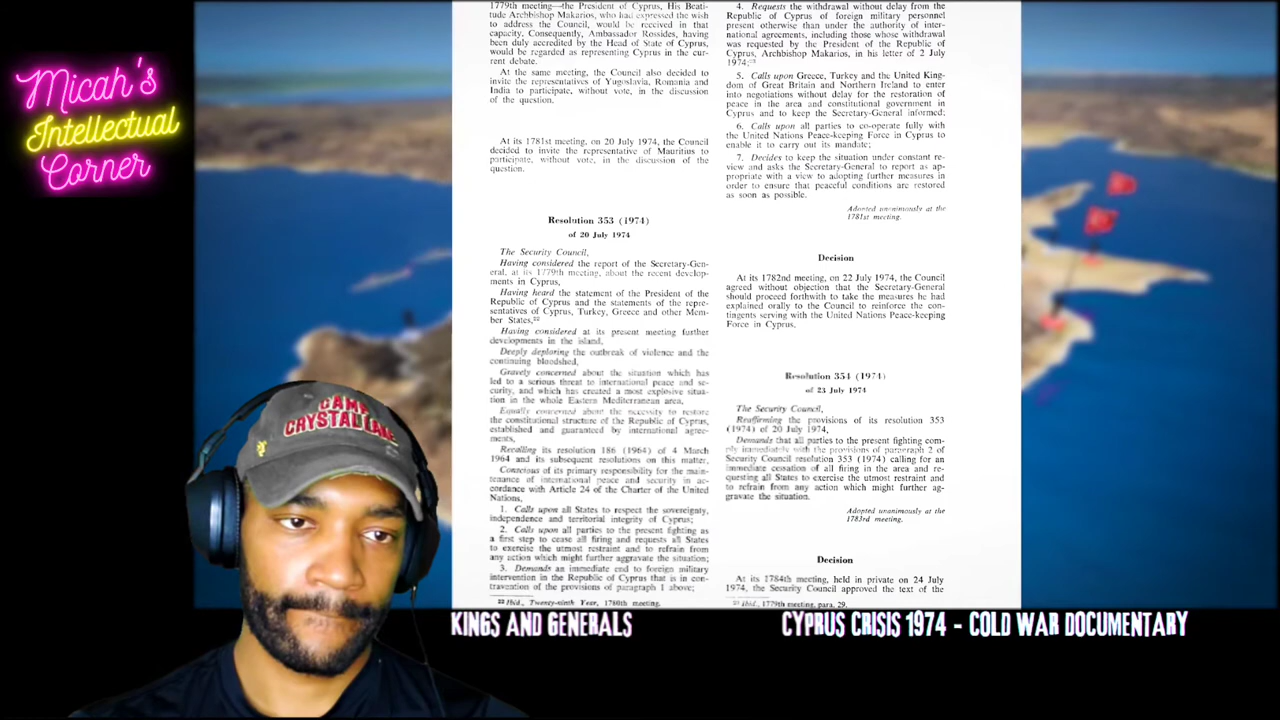 Micah's
Intellectual
Corner
1779th meeting—the President of Cyprus, His Beati-
tude Archbishop Makarios, who had expressed the wish
to address the Council, would be received in that
capacity. Consequently, Ambassador Rossides, having
been duly accredited by the Head of State of Cyprus,
would be regarded as representing Cyprus in the cur-
rent debate.
At the same meeting, the Council also decided to
invite the representatives of Yugoslavia, Romania and
India to participate, without vote, in the discussion
of the question.
At its 1781st meeting, on 20 July 1974, the Council
decided to invite the representative of Mauritius to
participate, without vote, in the discussion of the
question.
Resolution 353 (1974)
of 20 July 1974
The Security Council,
Having considered the report of the Secretary-Gen-
eral, at its 1779th meeting, about the recent develop-
ments in Cyprus,
Having heard the statement of the President of the
Republic of Cyprus and the statements of the repre-
sentatives of Cyprus, Turkey, Greece and other Mem-
ber States,²²
Having considered at its present meeting further
developments in the island,
Deeply deploring the outbreak of violence and the
continuing bloodshed,
Gravely concerned about the situation which has
led to a serious threat to international peace and se-
curity, and which has created a most explosive situa-
tion in the whole Eastern Mediterranean area,
Equally concerned about the necessity to restore
the constitutional structure of the Republic of Cyprus,
established and guaranteed by international agree-
ments,
Recalling its resolution 186 (1964) of 4 March
1964 and its subsequent resolutions on this matter,
Conscious of its primary responsibility for the main-
tenance of international peace and security in ac-
cordance with Article 24 of the Charter of the United
Nations,
1. Calls upon all States to respect the sovereignty,
independence and territorial integrity of Cyprus;
2. Calls upon all parties to the present fighting as
a first step to cease all firing and requests all States
to exercise the utmost restraint and to refrain from
any action which might further aggravate the situation;
3. Demands an immediate end to foreign military
intervention in the Republic of Cyprus that is in con-
travention of the provisions of paragraph 1 above;
²² Ibid., Twenty-ninth Year, 1780th meeting.
4. Requests the withdrawal without delay from the
Republic of Cyprus of foreign military personnel
present otherwise than under the authority of inter-
national agreements, including those whose withdrawal
was requested by the President of the Republic of
Cyprus, Archbishop Makarios, in his letter of 2 July
1974;²³
5. Calls upon Greece, Turkey and the United King-
dom of Great Britain and Northern Ireland to enter
into negotiations without delay for the restoration of
peace in the area and constitutional government in
Cyprus and to keep the Secretary-General informed;
6. Calls upon all parties to co-operate fully with
the United Nations Peace-keeping Force in Cyprus to
enable it to carry out its mandate;
7. Decides to keep the situation under constant re-
view and asks the Secretary-General to report as ap-
propriate with a view to adopting further measures in
order to ensure that peaceful conditions are restored
as soon as possible.
Adopted unanimously at the
1781st meeting.
Decision
At its 1782nd meeting, on 22 July 1974, the Council
agreed without objection that the Secretary-General
should proceed forthwith to take the measures he had
explained orally to the Council to reinforce the con-
tingents serving with the United Nations Peace-keeping
Force in Cyprus.
Resolution 354 (1974)
of 23 July 1974
The Security Council,
Reaffirming the provisions of its resolution 353
(1974) of 20 July 1974,
Demands that all parties to the present fighting com-
ply immediately with the provisions of paragraph 2 of
Security Council resolution 353 (1974) calling for an
immediate cessation of all firing in the area and re-
questing all States to exercise the utmost restraint and
to refrain from any action which might further ag-
gravate the situation.
Adopted unanimously at the
1783rd meeting.
Decision
At its 1784th meeting, held in private on 24 July
1974, the Security Council approved the text of the
²³ Ibid., 1779th meeting, para. 29.
CAMP
CRYSTAL LAKE
KINGS AND GENERALS
CYPRUS CRISIS 1974 - COLD WAR DOCUMENTARY